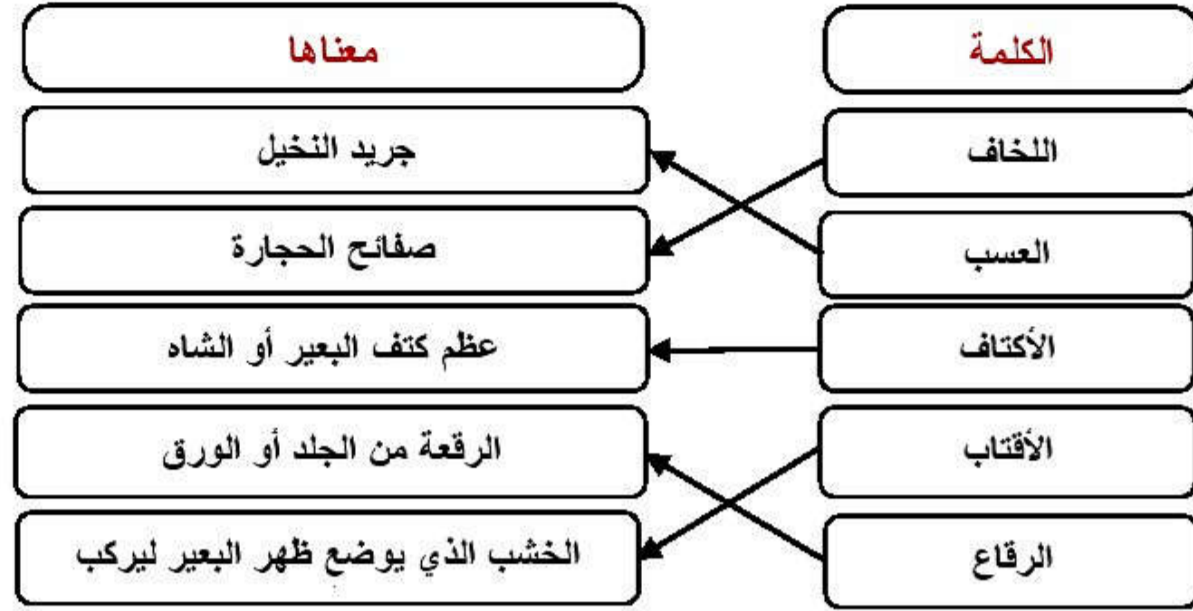 الكلمة
معناها
اللخاف
جريد النخيل
العسب
صفائح الحجارة
الأكتاف
عظم كتف البعير أو الشاه
الأقتاب
الرقعة من الجلد أو الورق
الرقاع
الخشب الذي يوضع ظهر البعير ليركب